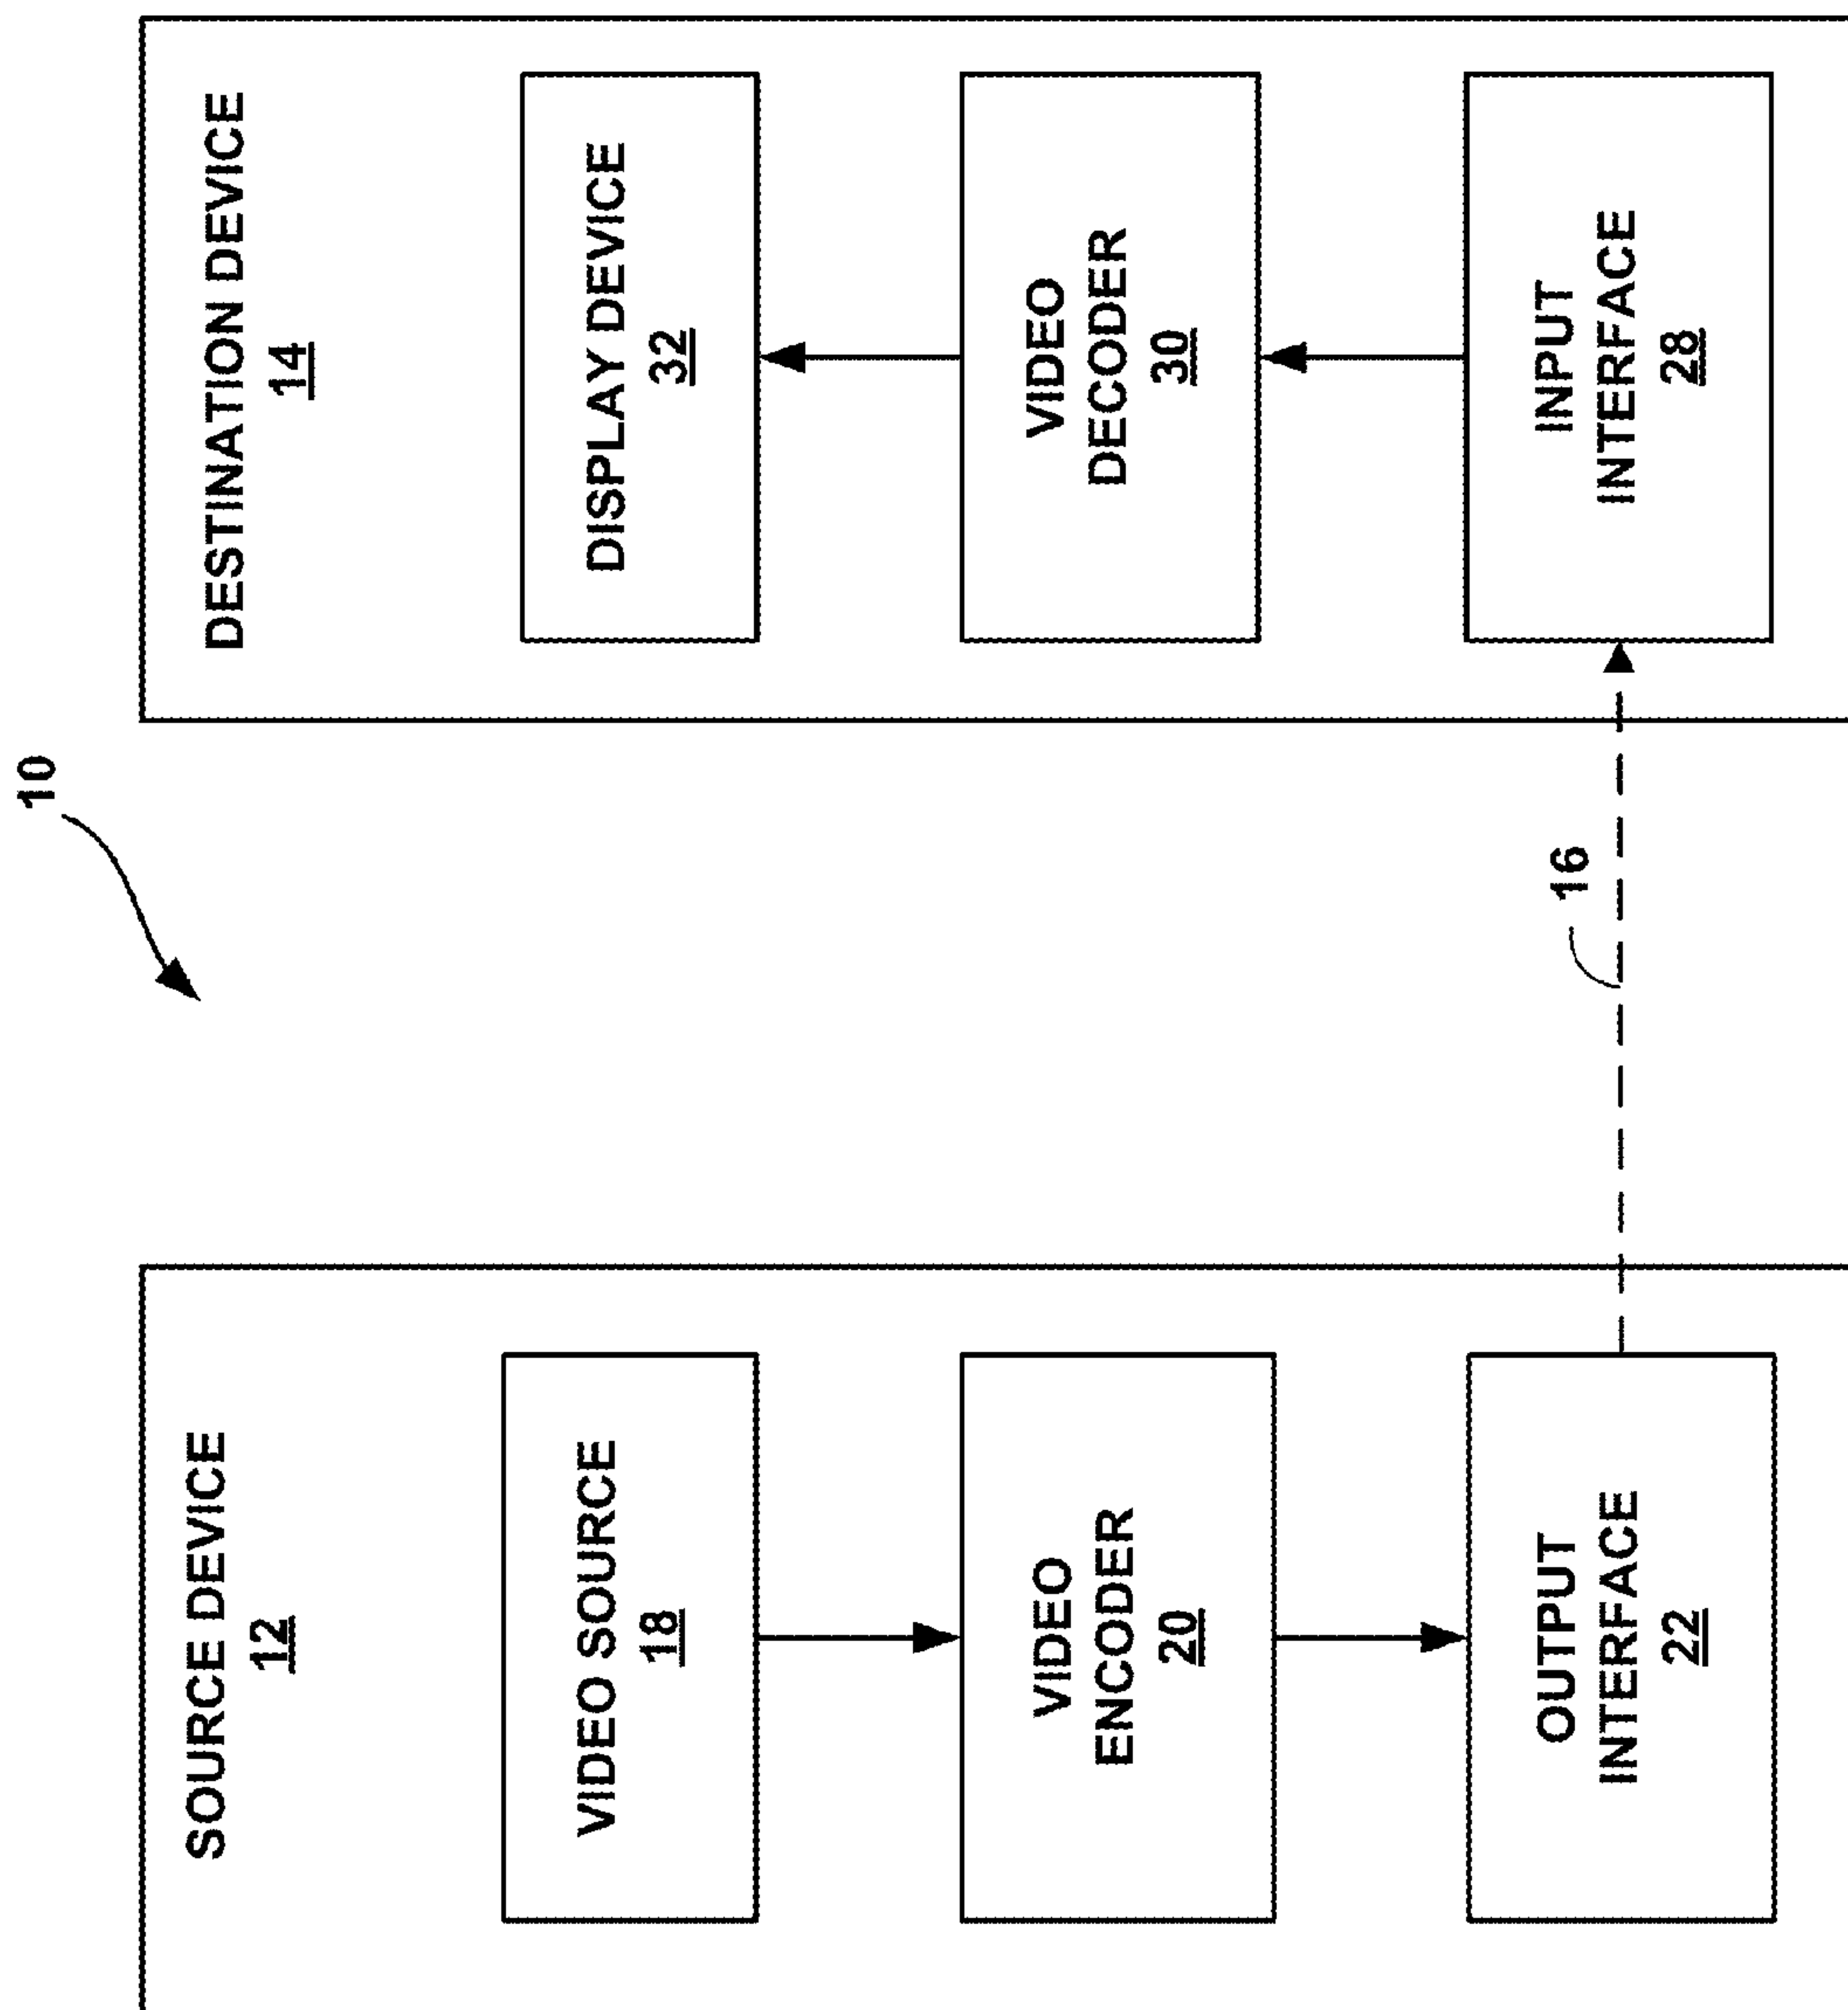 10
SOURCE DEVICE
12
VIDEO SOURCE
18
VIDEO
ENCODER
20
OUTPUT
INTERFACE
22
16
DESTINATION DEVICE
14
DISPLAY DEVICE
32
VIDEO
DECODER
30
INPUT
INTERFACE
28